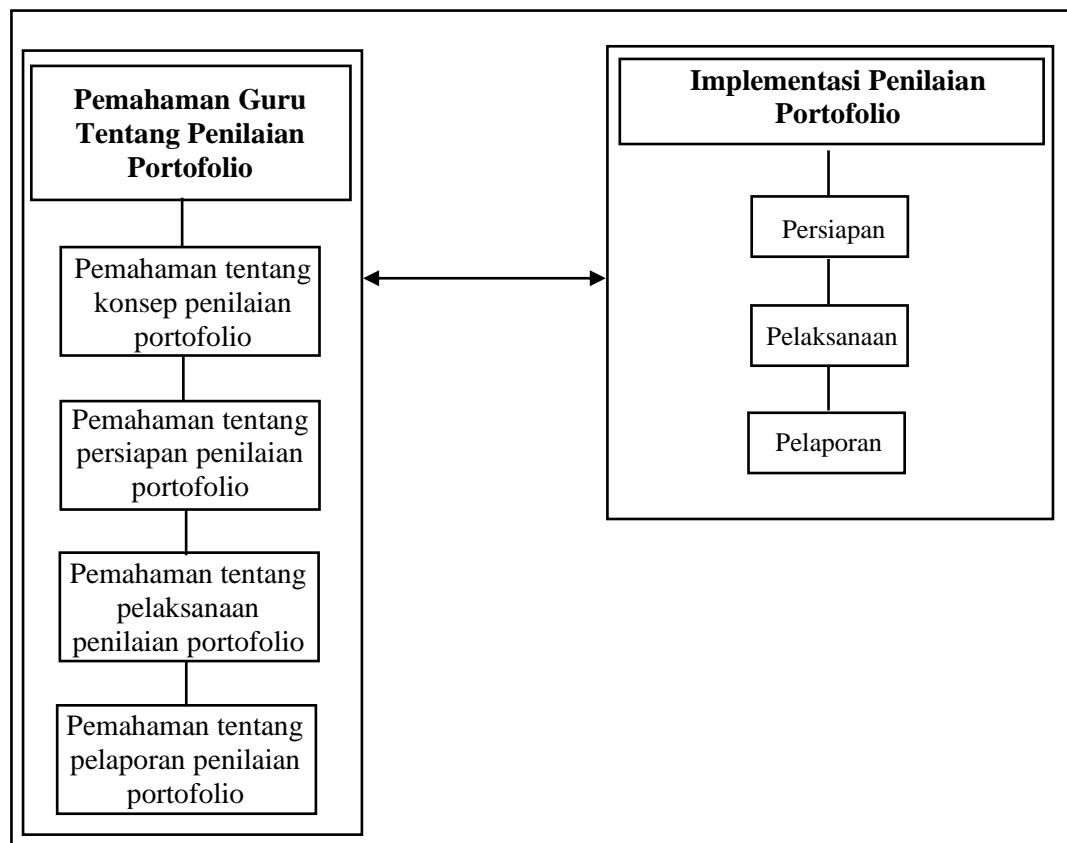 Pemahaman Guru
Tentang Penilaian
Portofolio
Pemahaman tentang
konsep penilaian
portofolio
Pemahaman tentang
persiapan penilaian
portofolio
Pemahaman tentang
pelaksanaan
penilaian portofolio
Pemahaman tentang
pelaporan penilaian
portofolio
Implementasi Penilaian
Portofolio
Persiapan
Pelaksanaan
Pelaporan